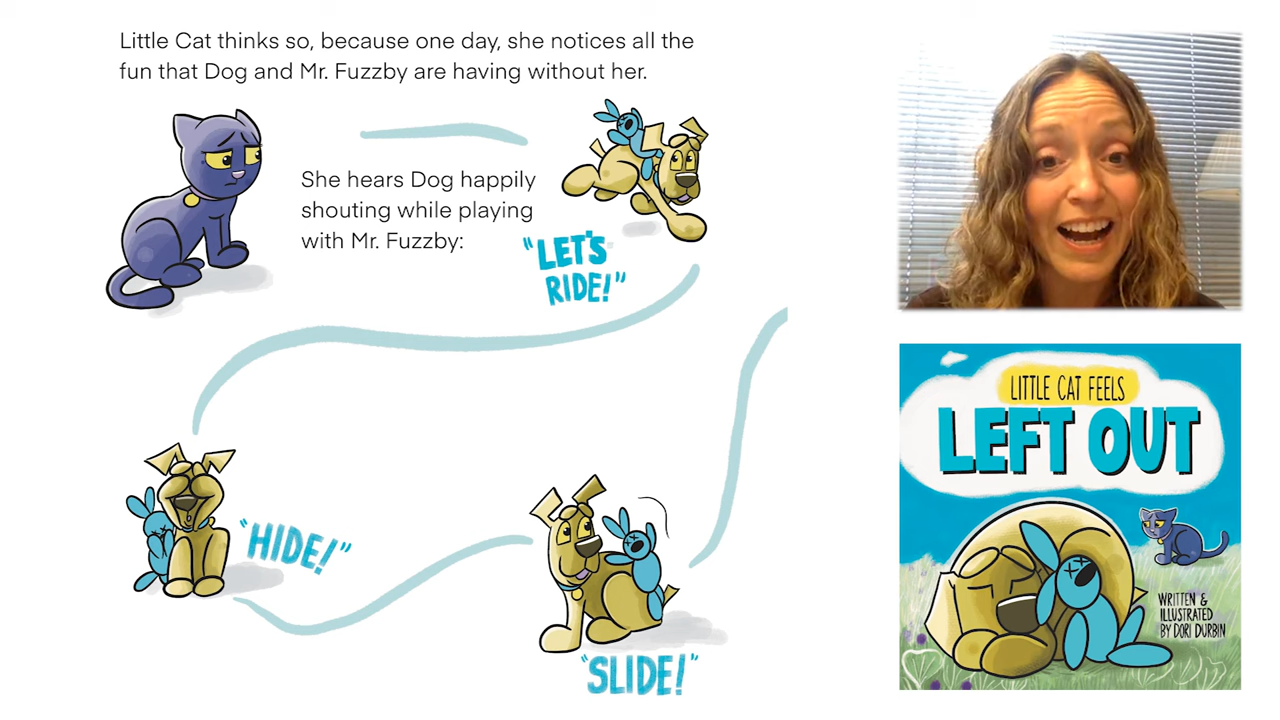 Little Cat thinks so, because one day, she notices all the
fun that Dog and Mr. Fuzzby are having without her.
She hears Dog happily
shouting while playing
with Mr. Fuzzby:
"LET'S
RIDE!"
"HIDE!"
"SLIDE!"
LITTLE CAT FEELS
LEFT OUT
WRITTEN &
ILLUSTRATED
BY DORI DURBIN